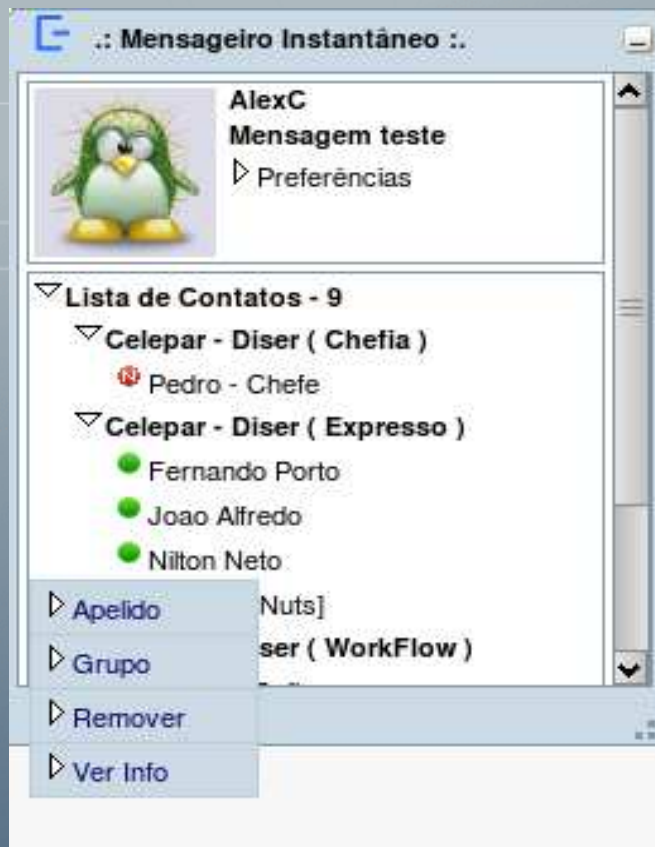 .: Mensageiro Instantâneo :.
AlexC
Mensagem teste
Preferências
Lista de Contatos - 9
Celepar - Diser ( Chefia )
Pedro - Chefe
Celepar - Diser ( Expresso )
Fernando Porto
Joao Alfredo
Nilton Neto
Nuts]
ser ( WorkFlow )
Apelido
Grupo
Remover
Ver Info